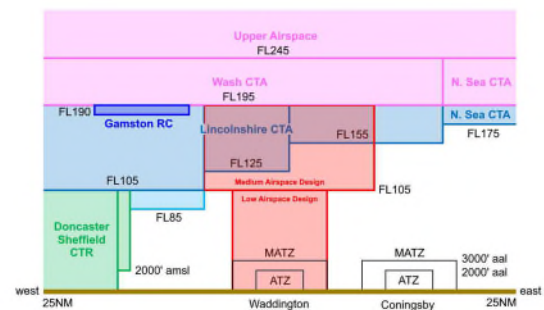 Upper Airspace
FL245
Wash CTA
N. Sea CTA
FL195
FL190
Gamston RC
Lincolnshire CTA
FL155
N. Sea CTA
FL175
FL125
FL105
Medium Airspace Design
FL105
Low Airspace Design
FL85
Doncaster
Sheffield
CTR
2000' amsl
MATZ
MATZ
3000' aal
2000' aal
ATZ
ATZ
west
east
25NM
Waddington
Coningsby
25NM